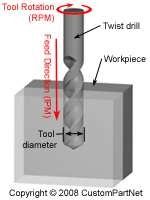 Tool Rotation
(RPM)
Feed Direction (IPM)
Twist drill
Workpiece
Tool
diameter
Copyright © 2008 CustomPartNet